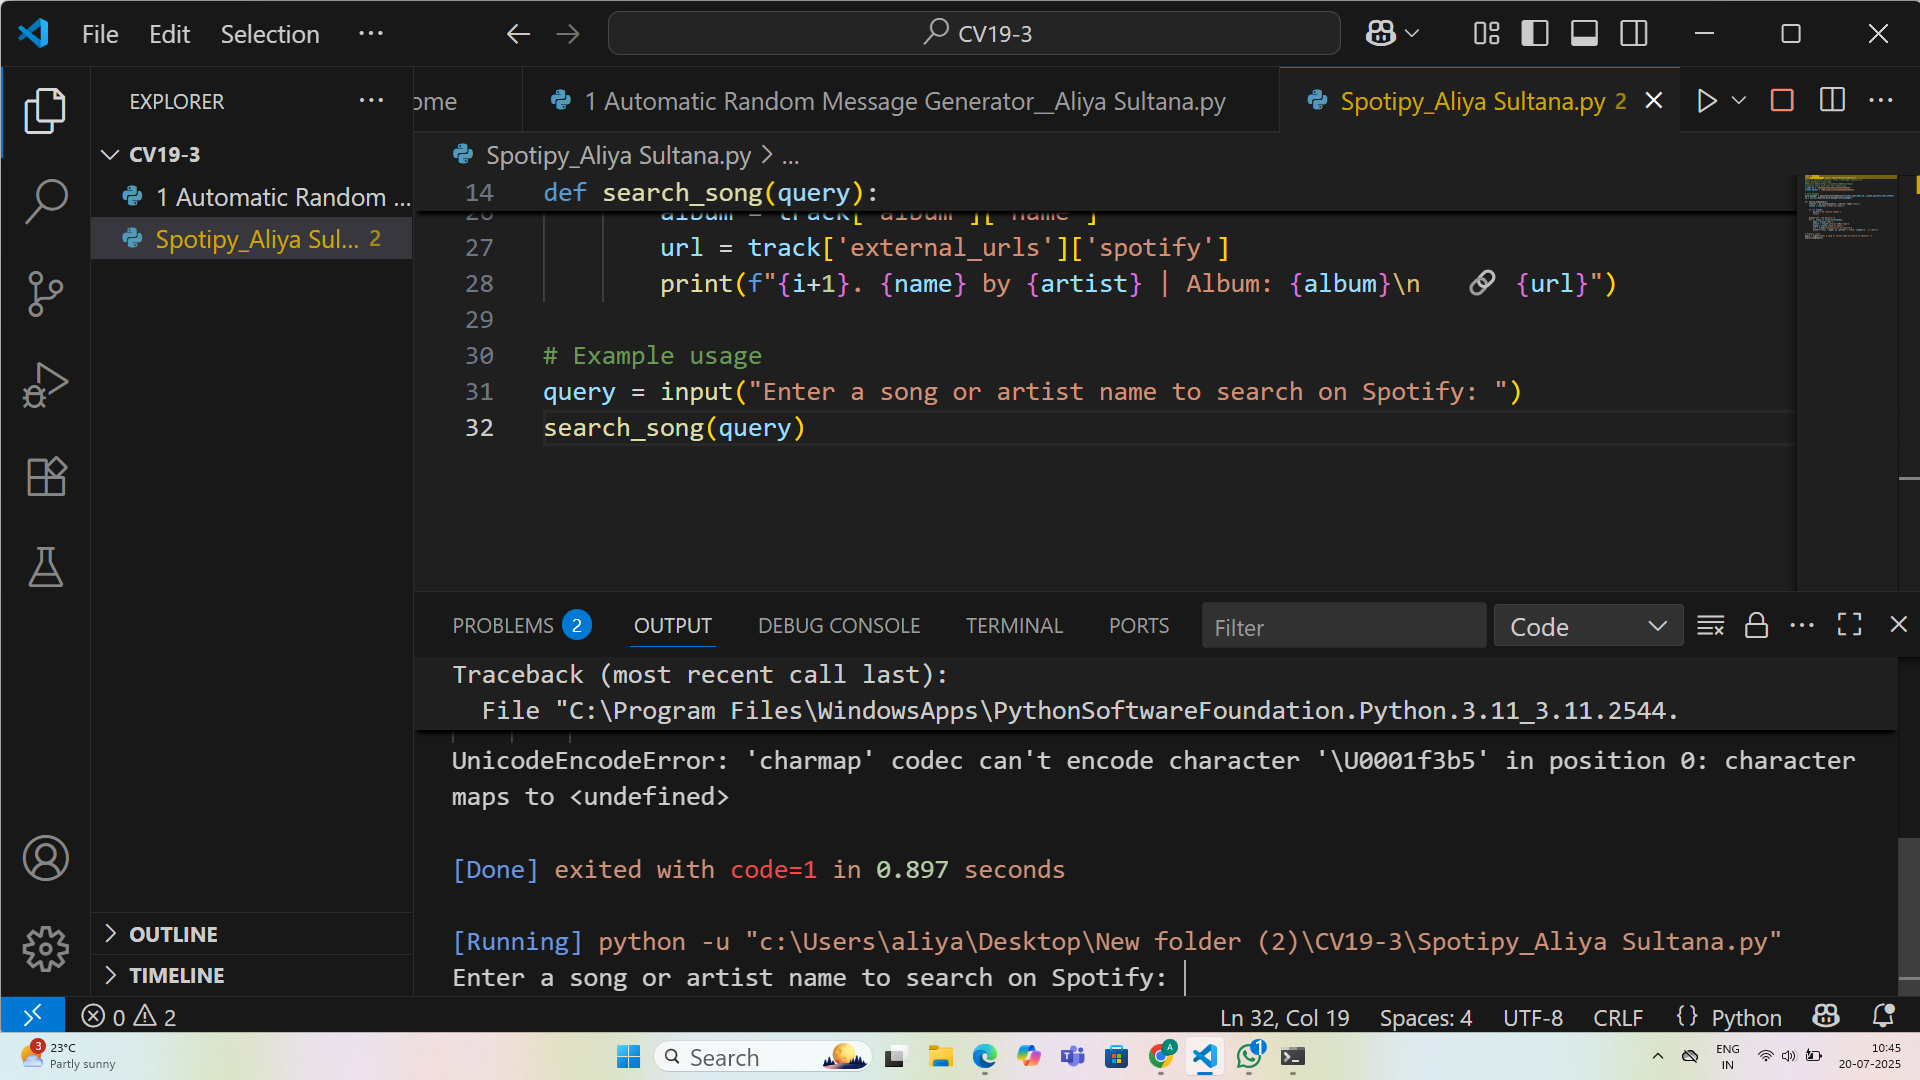 File Edit Selection ...
CV19-3
EXPLORER
ome
1 Automatic Random Message Generator__Aliya Sultana.py
Spotipy_Aliya Sultana.py 2
CV19-3
1 Automatic Random ...
Spotipy_Aliya Sul... 2
Spotipy_Aliya Sultana.py > ...
14 def search_song(query):
26 album = track['album']['name']
27 url = track['external_urls']['spotify']
28 print(f"{i+1}. {name} by {artist} | Album: {album}\n 🔗 {url}")
29
30 # Example usage
31 query = input("Enter a song or artist name to search on Spotify: ")
32 search_song(query)
PROBLEMS 2 OUTPUT DEBUG CONSOLE TERMINAL PORTS Filter Code
Traceback (most recent call last):
File "C:\Program Files\WindowsApps\PythonSoftwareFoundation.Python.3.11_3.11.2544.
UnicodeEncodeError: 'charmap' codec can't encode character '\U0001f3b5' in position 0: character
maps to <undefined>
[Done] exited with code=1 in 0.897 seconds
[Running] python -u "c:\Users\aliya\Desktop\New folder (2)\CV19-3\Spotipy_Aliya Sultana.py"
Enter a song or artist name to search on Spotify:
OUTLINE
TIMELINE
0 2
Ln 32, Col 19 Spaces: 4 UTF-8 CRLF {} Python
3
23°C
Partly sunny
Search
A
1
ENG
IN
10:45
20-07-2025